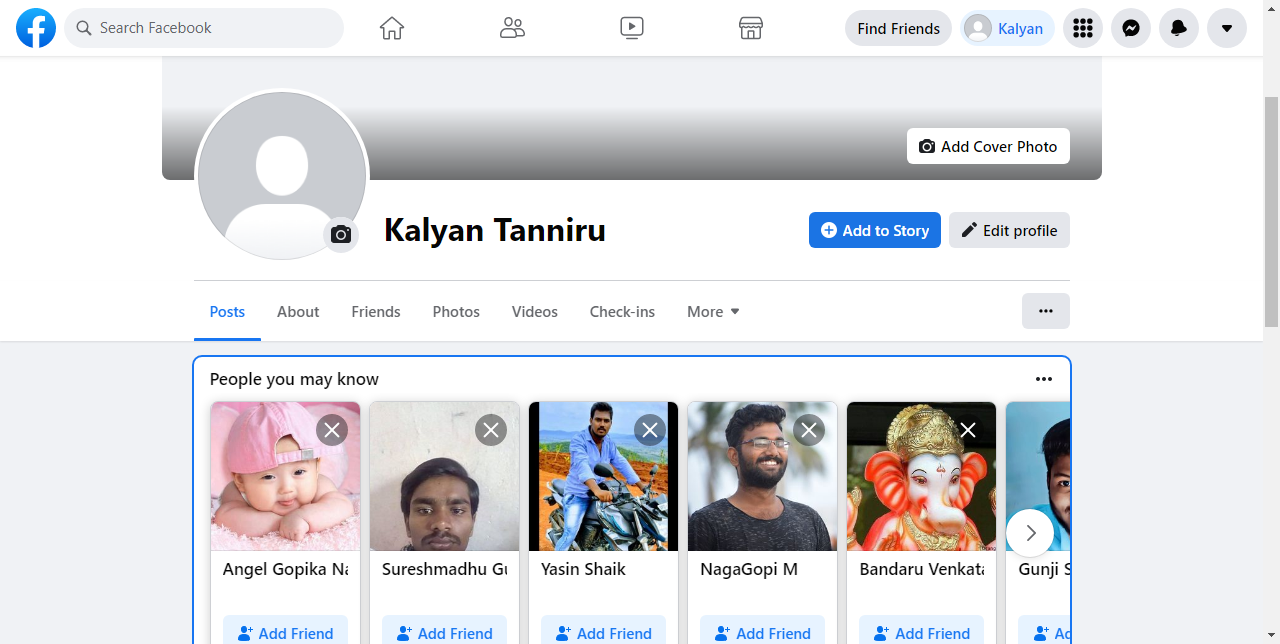 Search Facebook
Find Friends
Kalyan
Add Cover Photo
Kalyan Tanniru
Add to Story
Edit profile
Posts
About
Friends
Photos
Videos
Check-ins
More
People you may know
Angel Gopika Na
Sureshmadhu Gu
Yasin Shaik
NagaGopi M
Bandaru Venkata
Gunji S
Add Friend
Add Friend
Add Friend
Add Friend
Add Friend
Ad